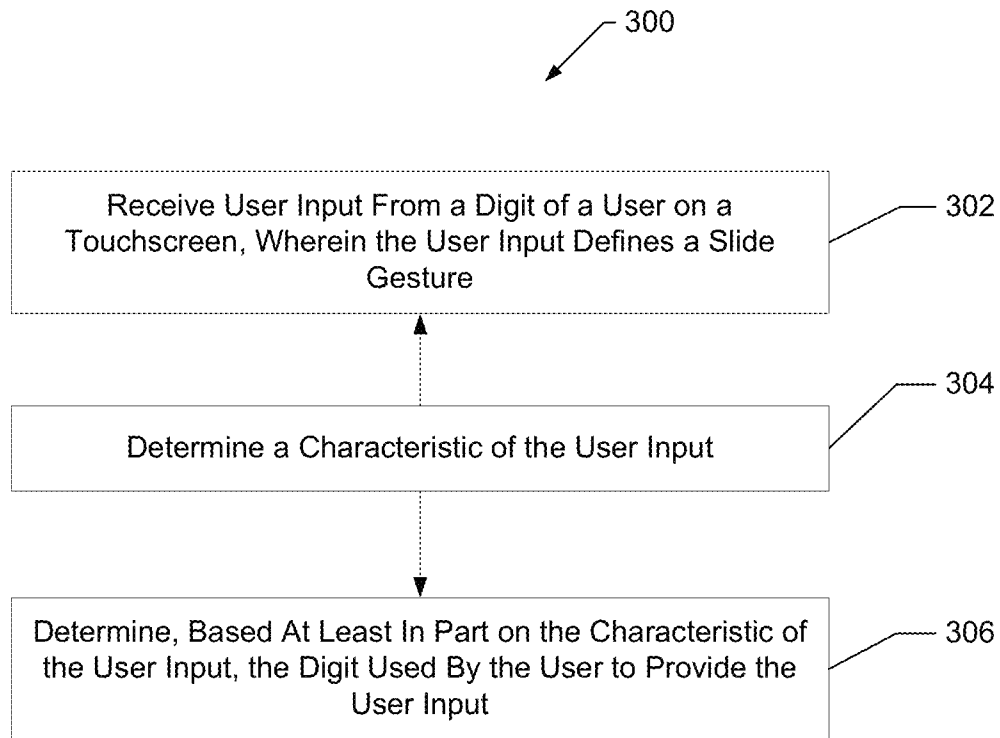 300
Receive User Input From a Digit of a User on a
Touchscreen, Wherein the User Input Defines a Slide
Gesture
302
304
Determine a Characteristic of the User Input
Determine, Based At Least In Part on the Characteristic of
the User Input, the Digit Used By the User to Provide the
User Input
306